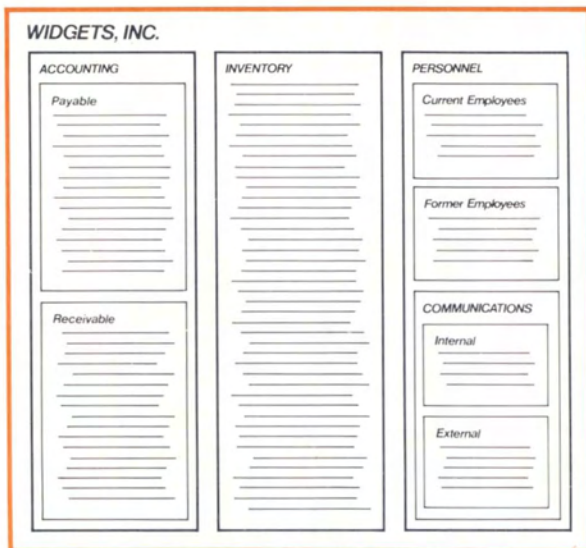 WIDGETS, INC.
ACCOUNTING
Payable
Receivable
INVENTORY
PERSONNEL
Current Employees
Former Employees
COMMUNICATIONS
Internal
External